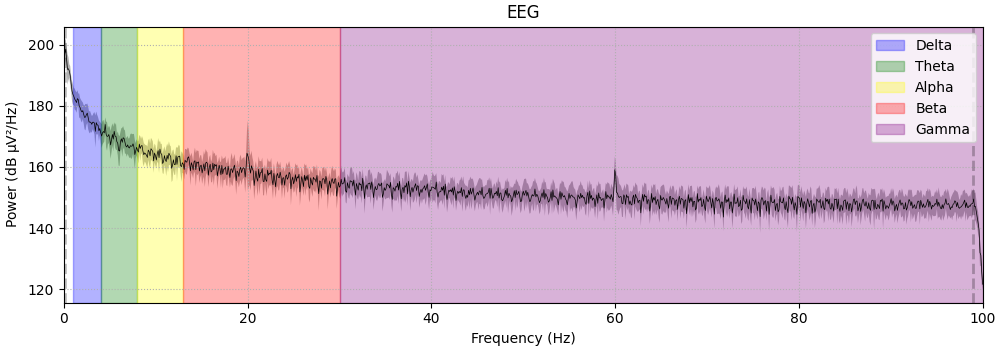 EEG
Power (dB µV²/Hz)
200
180
160
140
120
0 20 40 60 80 100
Frequency (Hz)
Delta
Theta
Alpha
Beta
Gamma